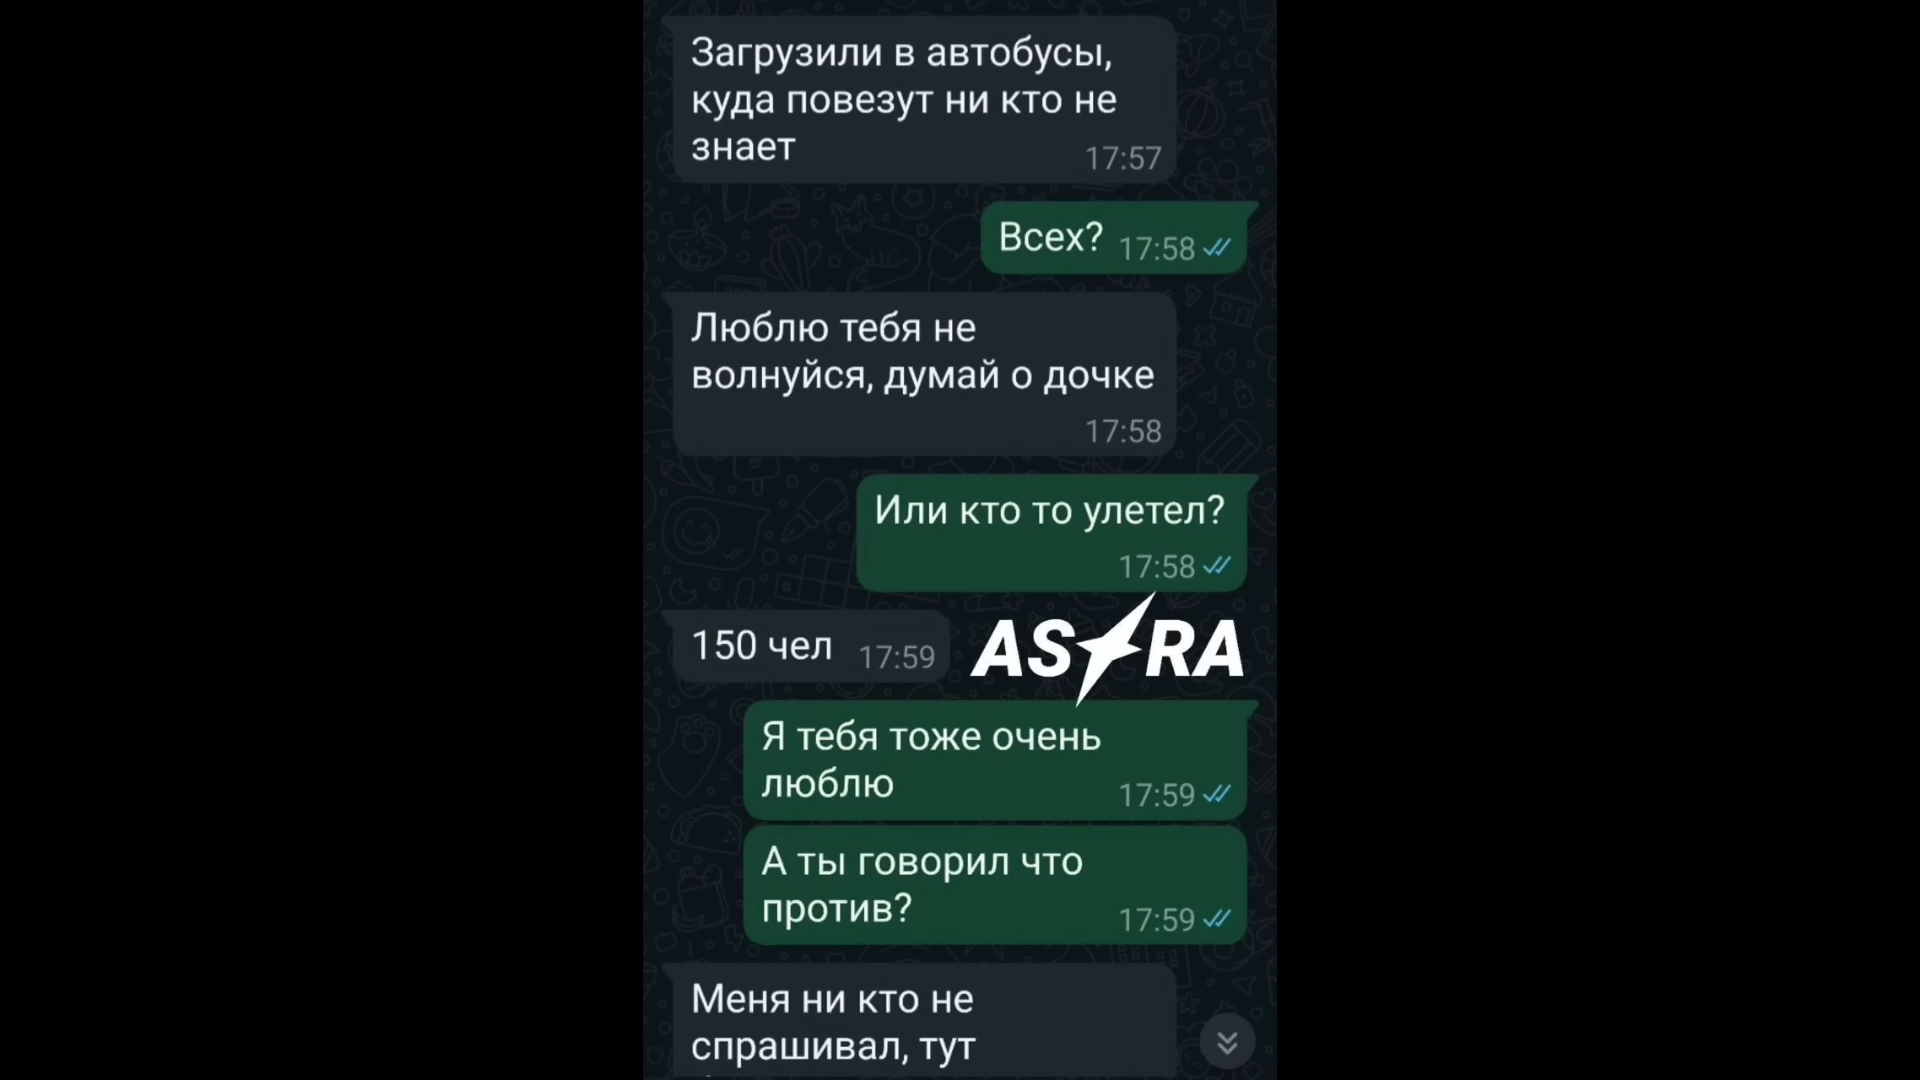 Загрузили в автобусы,
куда повезут ни кто не
знает
17:57
Всех? 17:58
Люблю тебя не
волнуйся, думай о дочке
17:58
Или кто то улетел?
17:58
150 чел 17:59
ASTRA
Я тебя тоже очень
люблю
17:59
А ты говорил что
против?
17:59
Меня ни кто не
спрашивал, тут